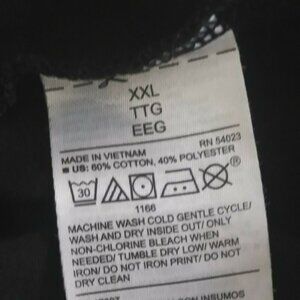 XXL
TTG
EEG
MADE IN VIETNAM RN 54023
US: 60% COTTON, 40% POLYESTER
30
1166
MACHINE WASH COLD GENTLE CYCLE/
WASH AND DRY INSIDE OUT/ ONLY
NON-CHLORINE BLEACH WHEN
NEEDED/ TUMBLE DRY LOW/ WARM
IRON/ DO NOT IRON PRINT/ DO NOT
DRY CLEAN
CON INSUMOS